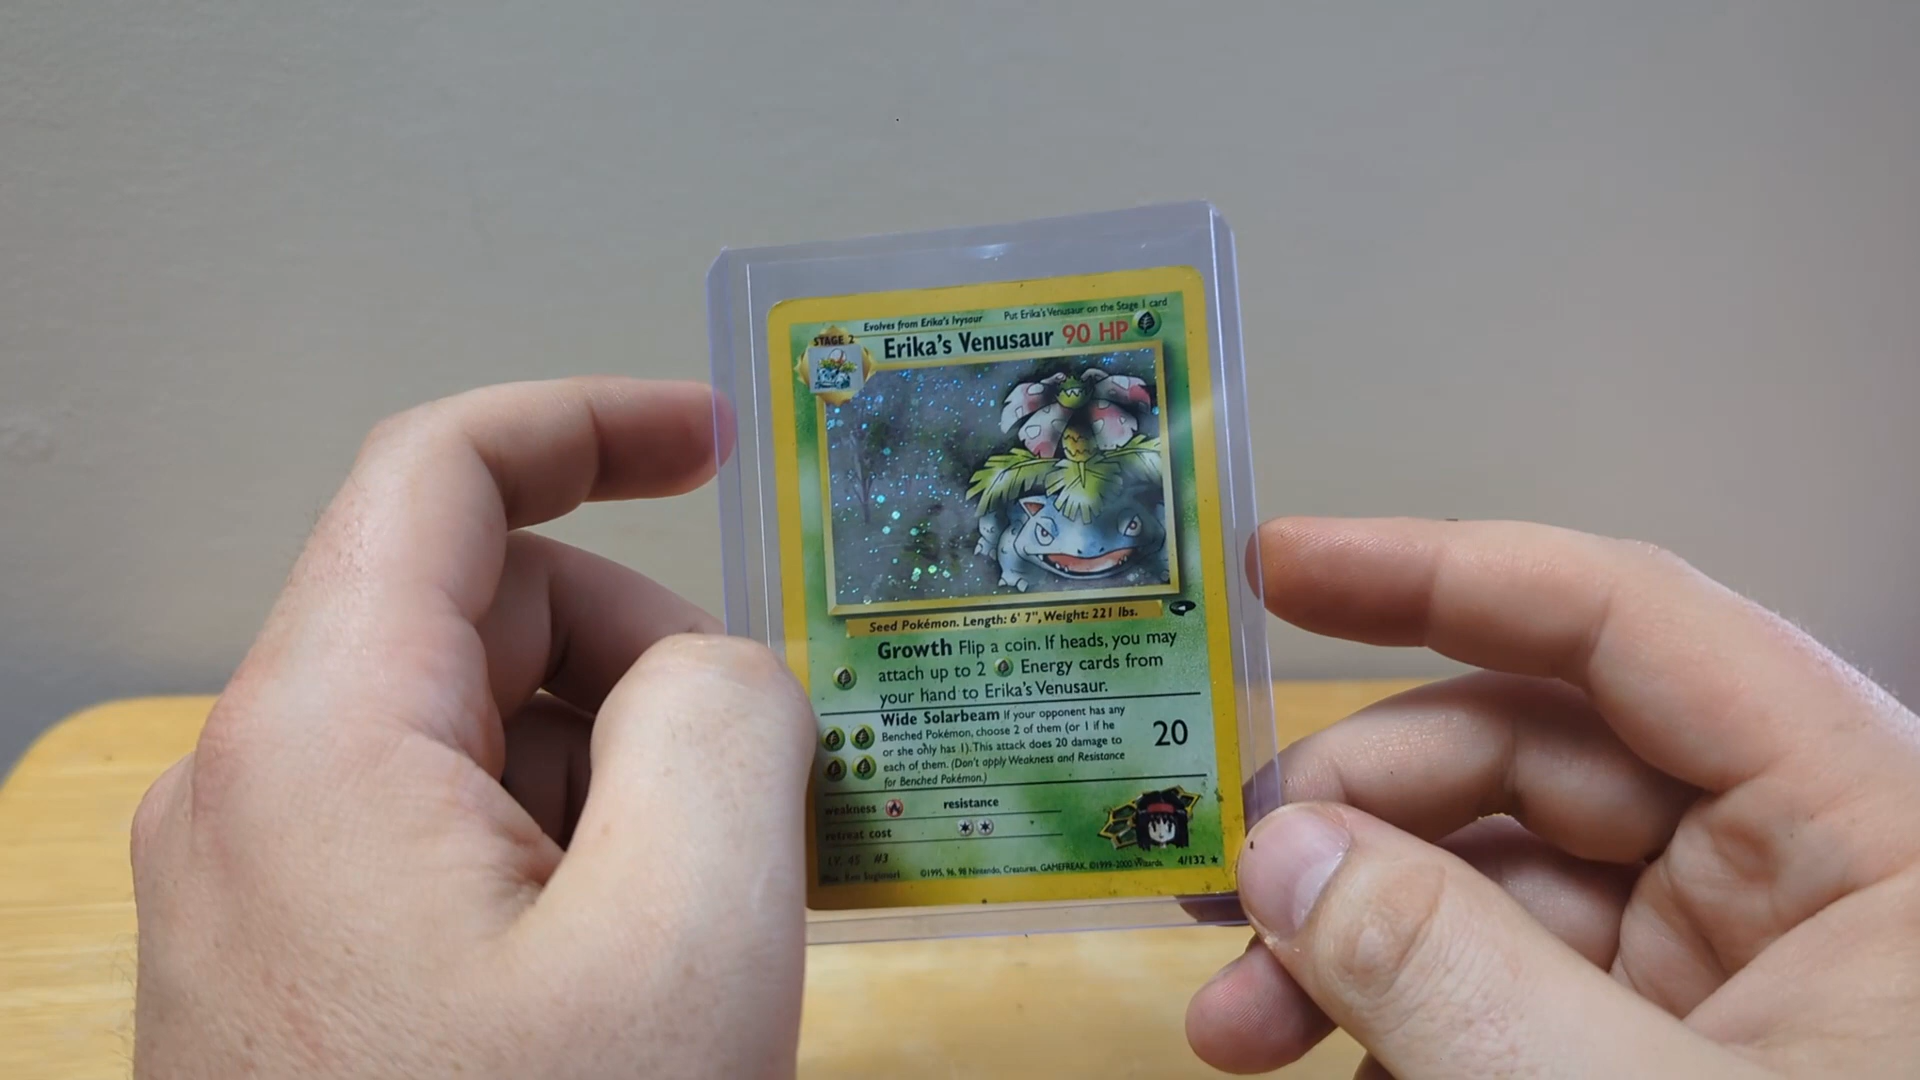 Evolves from Erika's Ivysaur Put Erika's Venusaur on the Stage 1 card
STAGE 2
Erika's Venusaur 90 HP
Seed Pokémon. Length: 6' 7", Weight: 221 lbs.
Growth Flip a coin. If heads, you may
attach up to 2 Energy cards from
your hand to Erika's Venusaur.
Wide Solarbeam If your opponent has any
Benched Pokémon, choose 2 of them (or 1 if he
or she only has 1). This attack does 20 damage to
each of them. (Don't apply Weakness and Resistance
for Benched Pokémon.)
20
weakness resistance
retreat cost
LV. 45 #3
Illus. Ken Sugimori ©1995, 96, 98 Nintendo, Creatures, GAMEFREAK. ©1999-2000 Wizards. 4/132 ★